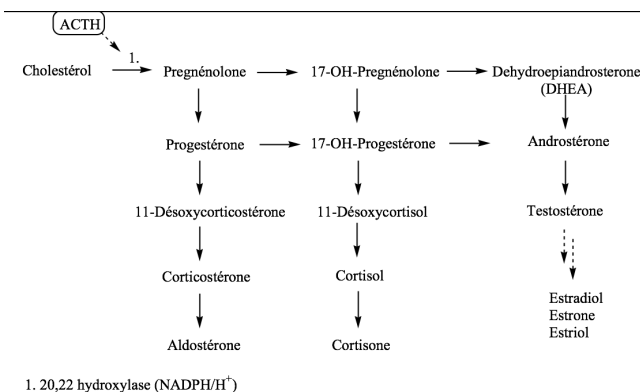 ACTH
1.
Cholestérol Pregnénolone 17-OH-Pregnénolone Dehydroepiandrosterone
(DHEA)
Progestérone 17-OH-Progestérone Androstérone
11-Désoxycorticostérone 11-Désoxycortisol Testostérone
Corticostérone Cortisol
Estradiol
Estrone
Estriol
Aldostérone Cortisone
1. 20,22 hydroxylase (NADPH/H+)